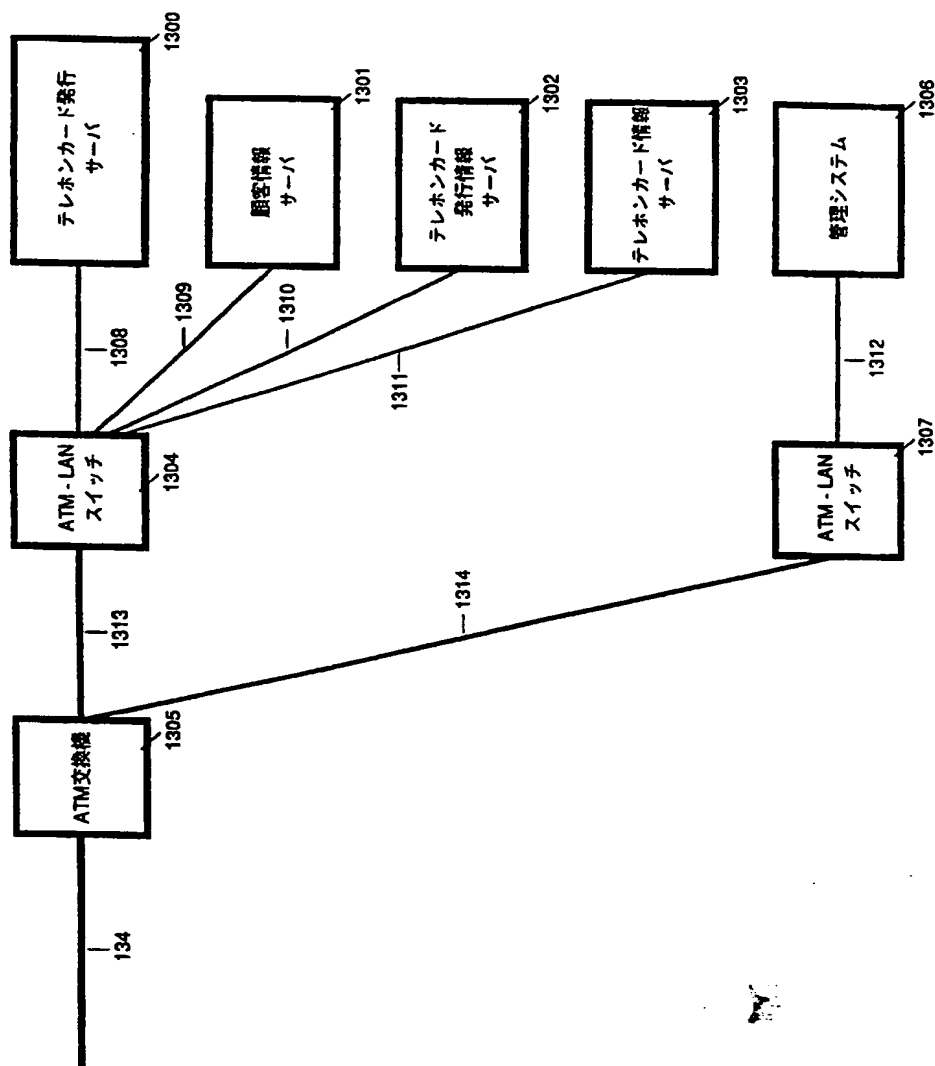 テレホンカード発行
サーバ
1300
顧客情報
サーバ
1301
テレホンカード
発行情報
サーバ
1302
テレホンカード情報
サーバ
1303
管理システム
1306
1308
1309
1310
1311
1312
ATM - LAN
スイッチ
1304
ATM - LAN
スイッチ
1307
1313
1314
ATM交換機
1305
134